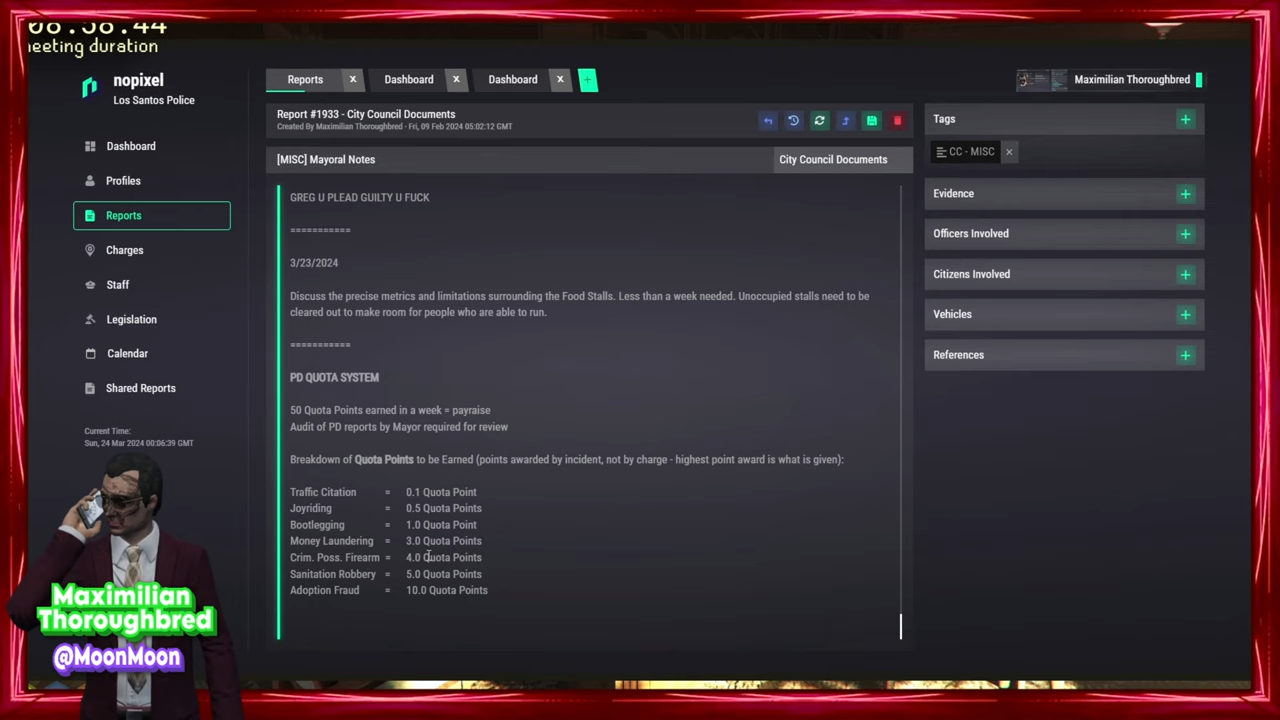 08:58:44
meeting duration
nopixel
Los Santos Police
Dashboard
Profiles
Reports
Charges
Staff
Legislation
Calendar
Shared Reports
Current Time:
Sun, 24 Mar 2024 00:06:39 GMT
Reports x Dashboard x Dashboard x +
Maximilian Thoroughbred
Report #1933 - City Council Documents
Created By Maximilian Thoroughbred - Fri, 09 Feb 2024 05:02:12 GMT
[MISC] Mayoral Notes
City Council Documents
GREG U PLEAD GUILTY U FUCK
===========
3/23/2024
Discuss the precise metrics and limitations surrounding the Food Stalls. Less than a week needed. Unoccupied stalls need to be
cleared out to make room for people who are able to run.
===========
PD QUOTA SYSTEM
50 Quota Points earned in a week = payraise
Audit of PD reports by Mayor required for review
Breakdown of Quota Points to be Earned (points awarded by incident, not by charge - highest point award is what is given):
Traffic Citation = 0.1 Quota Point
Joyriding = 0.5 Quota Points
Bootlegging = 1.0 Quota Point
Money Laundering = 3.0 Quota Points
Crim. Poss. Firearm = 4.0 Quota Points
Sanitation Robbery = 5.0 Quota Points
Adoption Fraud = 10.0 Quota Points
Tags +
CC - MISC x
Evidence +
Officers Involved +
Citizens Involved +
Vehicles +
References +
Maximilian
Thoroughbred
@MoonMoon